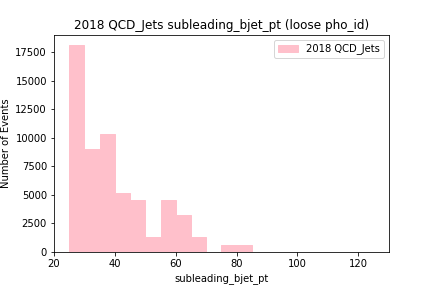 2018 QCD_Jets subleading_bjet_pt (loose pho_id)
2018 QCD_Jets
17500
15000
12500
10000
7500
5000
2500
0
Number of Events
20 40 60 80 100 120
subleading_bjet_pt